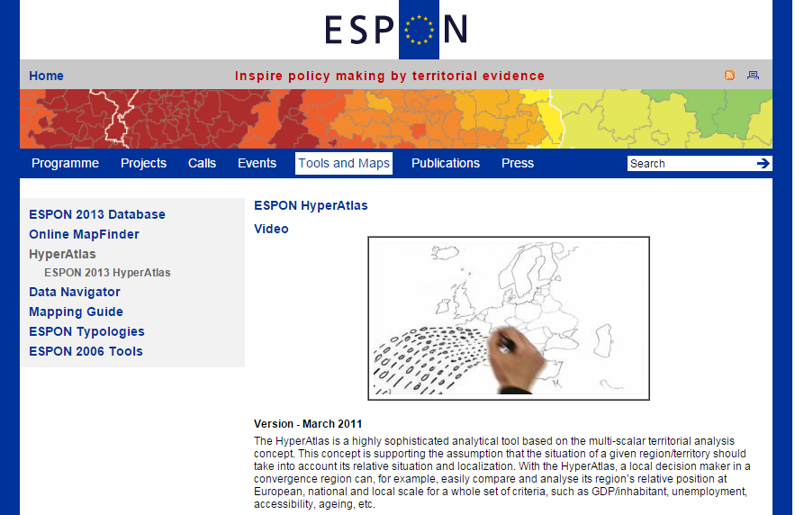 ESPON
Home
Inspire policy making by territorial evidence
Programme Projects Calls Events Tools and Maps Publications Press Search
ESPON 2013 Database
Online MapFinder
HyperAtlas
ESPON 2013 HyperAtlas
Data Navigator
Mapping Guide
ESPON Typologies
ESPON 2006 Tools
ESPON HyperAtlas
Video
Version - March 2011
The HyperAtlas is a highly sophisticated analytical tool based on the multi-scalar territorial analysis
concept. This concept is supporting the assumption that the situation of a given region/territory should
take into account its relative situation and localization. With the HyperAtlas, a local decision maker in a
convergence region can, for example, easily compare and analyse its region's relative position at
European, national and local scale for a whole set of criteria, such as GDP/inhabitant, unemployment,
accessibility, ageing, etc.